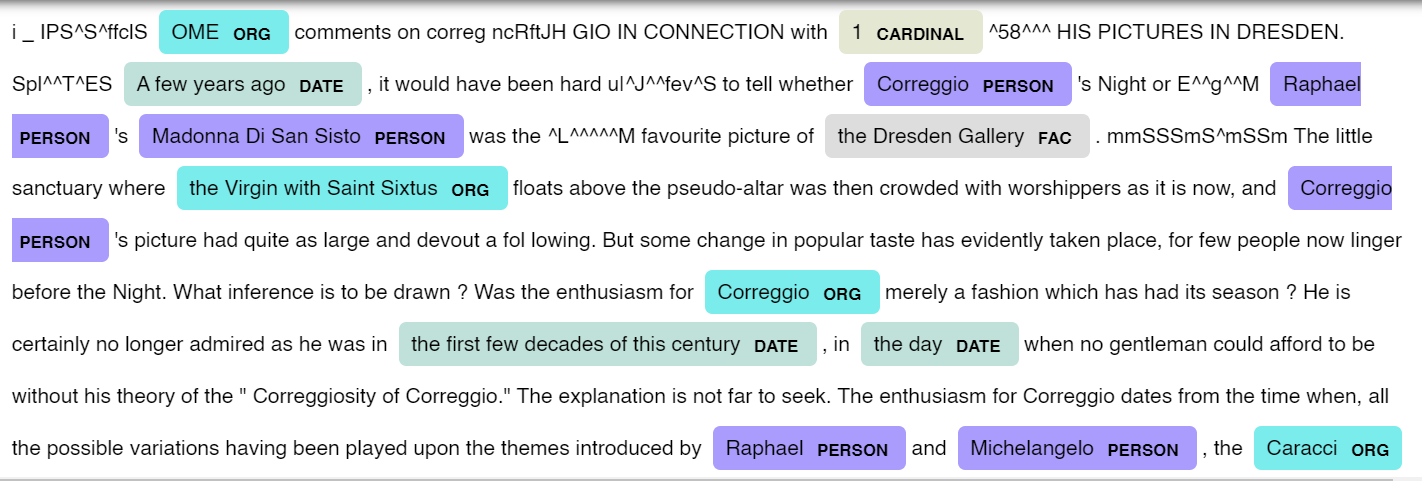 i _ IPS^S^ffclS OME ORG comments on correg ncRftJH GIO IN CONNECTION with 1 CARDINAL ^58^^^ HIS PICTURES IN DRESDEN.
Spl^^T^ES A few years ago DATE , it would have been hard ul^J^^fev^S to tell whether Correggio PERSON 's Night or E^^g^^M Raphael
PERSON 's Madonna Di San Sisto PERSON was the ^L^^^^^M favourite picture of the Dresden Gallery FAC . mmSSSmS^mSSm The little
sanctuary where the Virgin with Saint Sixtus ORG floats above the pseudo-altar was then crowded with worshippers as it is now, and Correggio
PERSON 's picture had quite as large and devout a fol lowing. But some change in popular taste has evidently taken place, for few people now linger
before the Night. What inference is to be drawn ? Was the enthusiasm for Correggio ORG merely a fashion which has had its season ? He is
certainly no longer admired as he was in the first few decades of this century DATE , in the day DATE when no gentleman could afford to be
without his theory of the " Correggiosity of Correggio." The explanation is not far to seek. The enthusiasm for Correggio dates from the time when, all
the possible variations having been played upon the themes introduced by Raphael PERSON and Michelangelo PERSON , the Caracci ORG